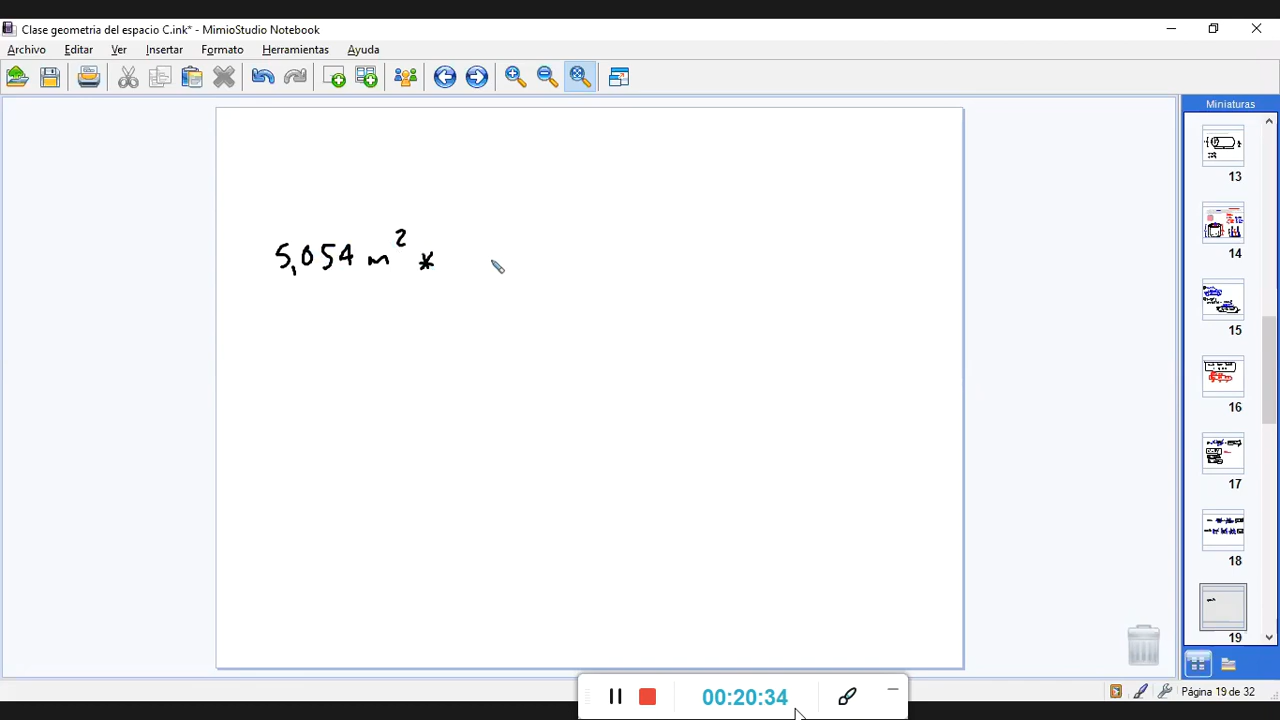 Clase geometria del espacio C.ink* - MimioStudio Notebook
Archivo Editar Ver Insertar Formato Herramientas Ayuda
Miniaturas
5,054 m² *
13
14
15
16
17
18
19
00:20:34
Página 19 de 32